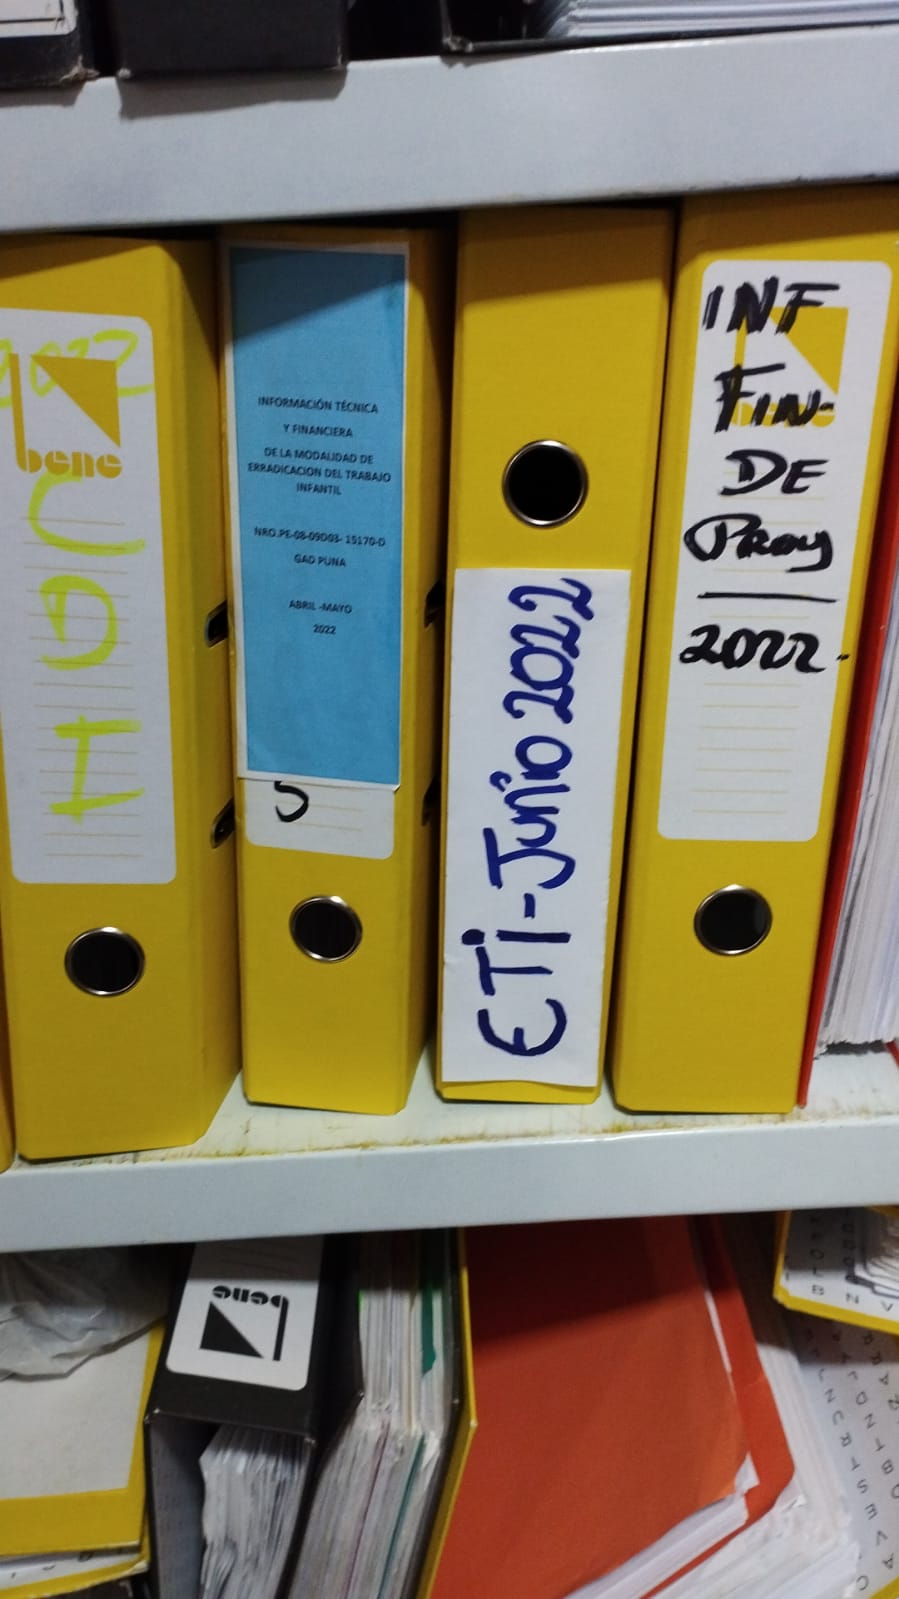 2022
bene
UGH
INFORMACIÓN TÉCNICA
Y FINANCIERA
DE LA MODALIDAD DE
ERRADICACION DEL TRABAJO
INFANTIL
NRO.PE-08-09D03- 15170-D
GAD PUNA
ABRIL -MAYO
2022
ETI-Junio 2022
INF
FIN-
DE
Proy
2022.
bene